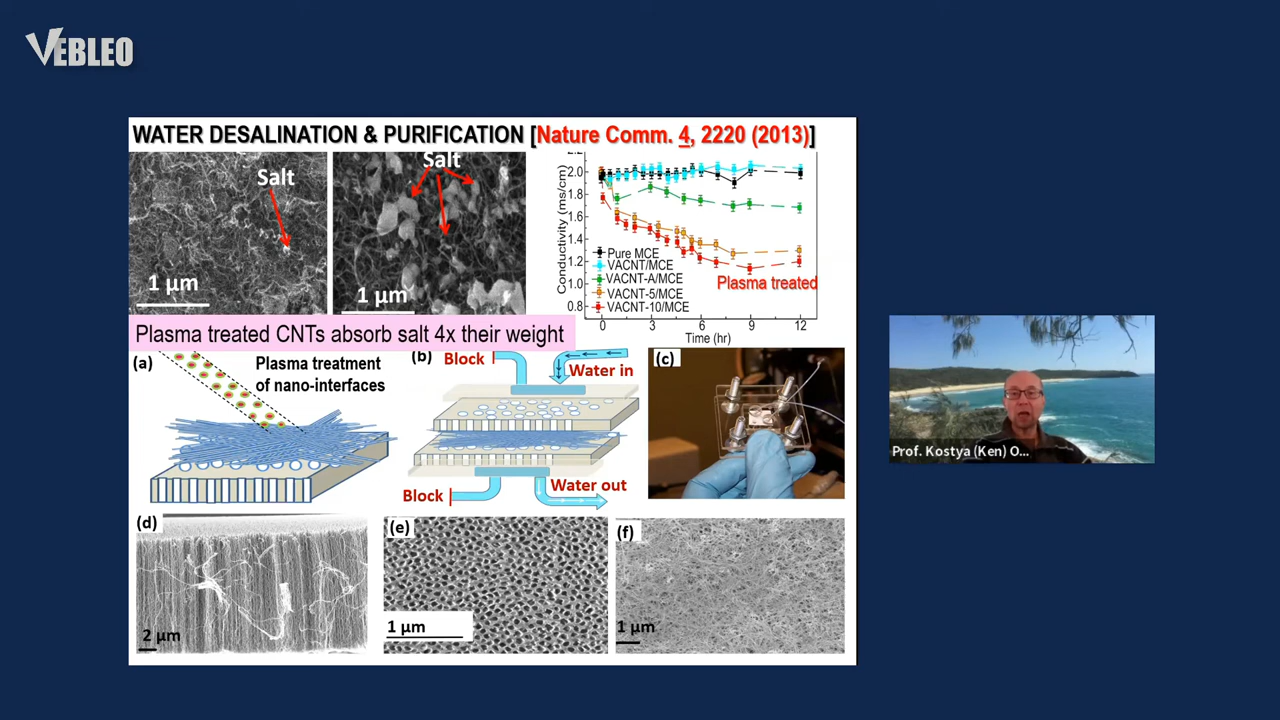 VEBLEO
WATER DESALINATION & PURIFICATION [Nature Comm. 4, 2220 (2013)]
Salt
1 µm
Salt
1 µm
Conductivity (ms/cm)
2.0
1.8
1.6
1.4
1.2
1.0
0.8
Pure MCE
VACNT/MCE
VACNT-A/MCE
VACNT-5/MCE
VACNT-10/MCE
Plasma treated
0 3 6 9 12
Time (hr)
Plasma treated CNTs absorb salt 4x their weight
(a)
Plasma treatment
of nano-interfaces
(b)
Block
Water in
Block
Water out
(c)
(d)
2 µm
(e)
1 µm
(f)
1 µm
Prof. Kostya (Ken) O...